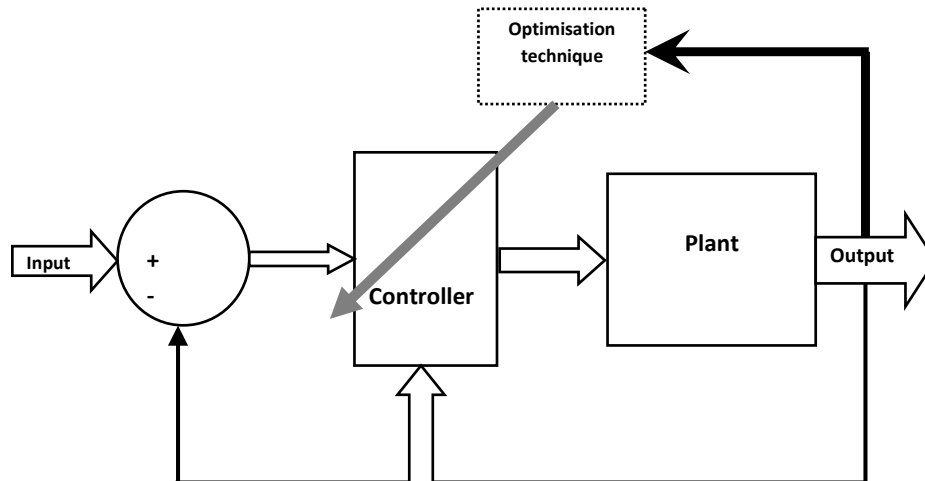 Optimisation
technique
Input
+
-
Controller
Plant
Output